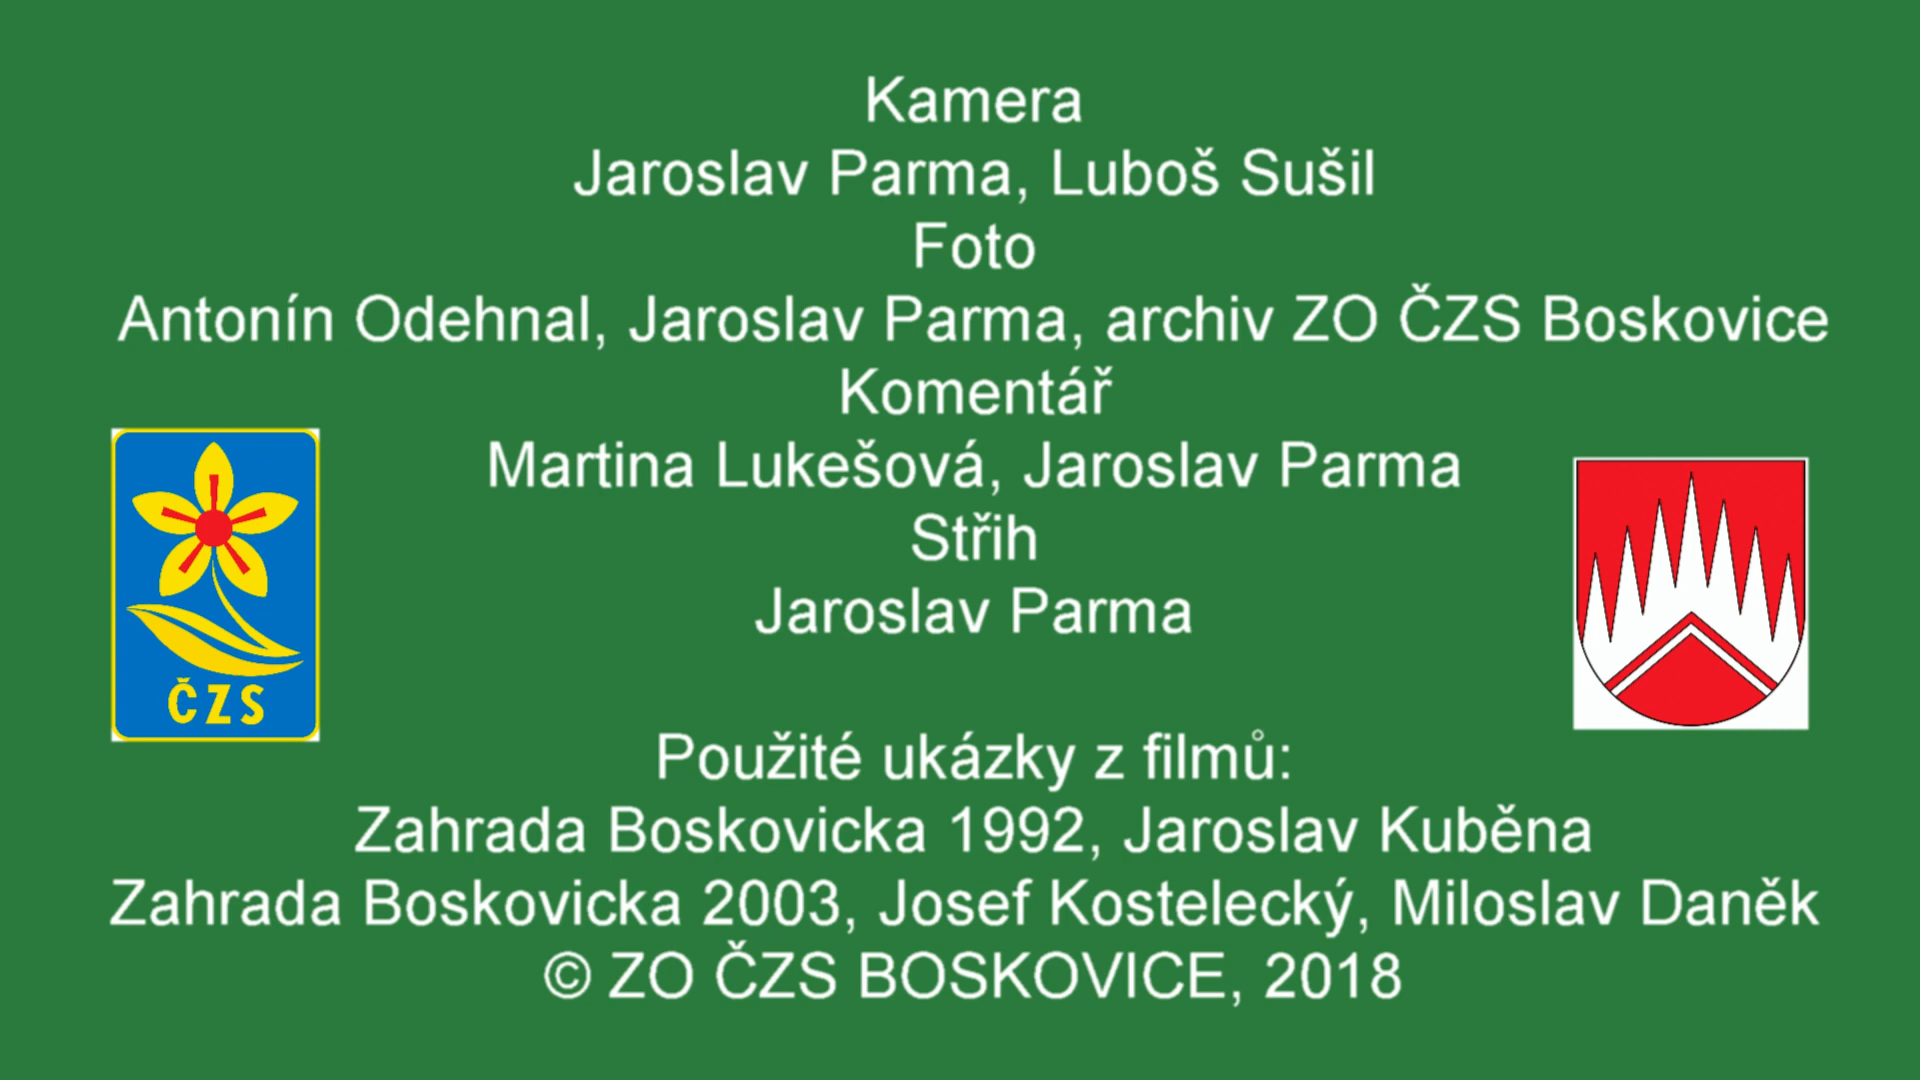 Kamera
Jaroslav Parma, Luboš Sušil
Foto
Antonín Odehnal, Jaroslav Parma, archiv ZO ČZS Boskovice
Komentář
Martina Lukešová, Jaroslav Parma
Střih
Jaroslav Parma
ČZS
Použité ukázky z filmů:
Zahrada Boskovicka 1992, Jaroslav Kuběna
Zahrada Boskovicka 2003, Josef Kostelecký, Miloslav Daněk
© ZO ČZS BOSKOVICE, 2018